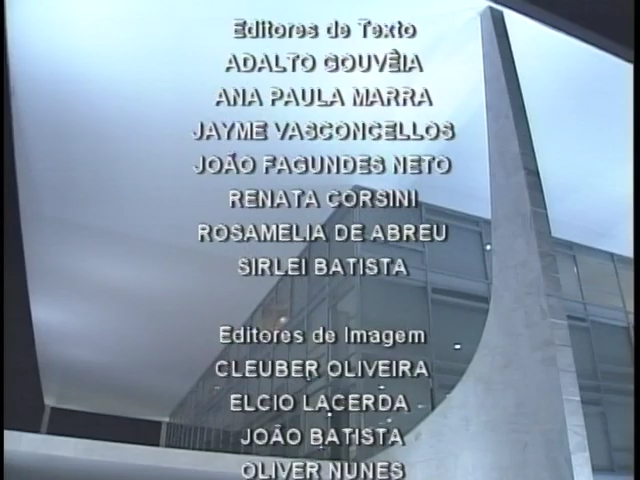 Editores de Texto
ADALTO GOUVÊIA
ANA PAULA MARRA
JAYME VASCONCELLOS
JOÃO FAGUNDES NETO
RENATA CORSINI
ROSAMELIA DE ABREU
SIRLEI BATISTA
Editores de Imagem
CLEUBER OLIVEIRA
ELCIO LACERDA
JOÃO BATISTA
OLIVER NUNES